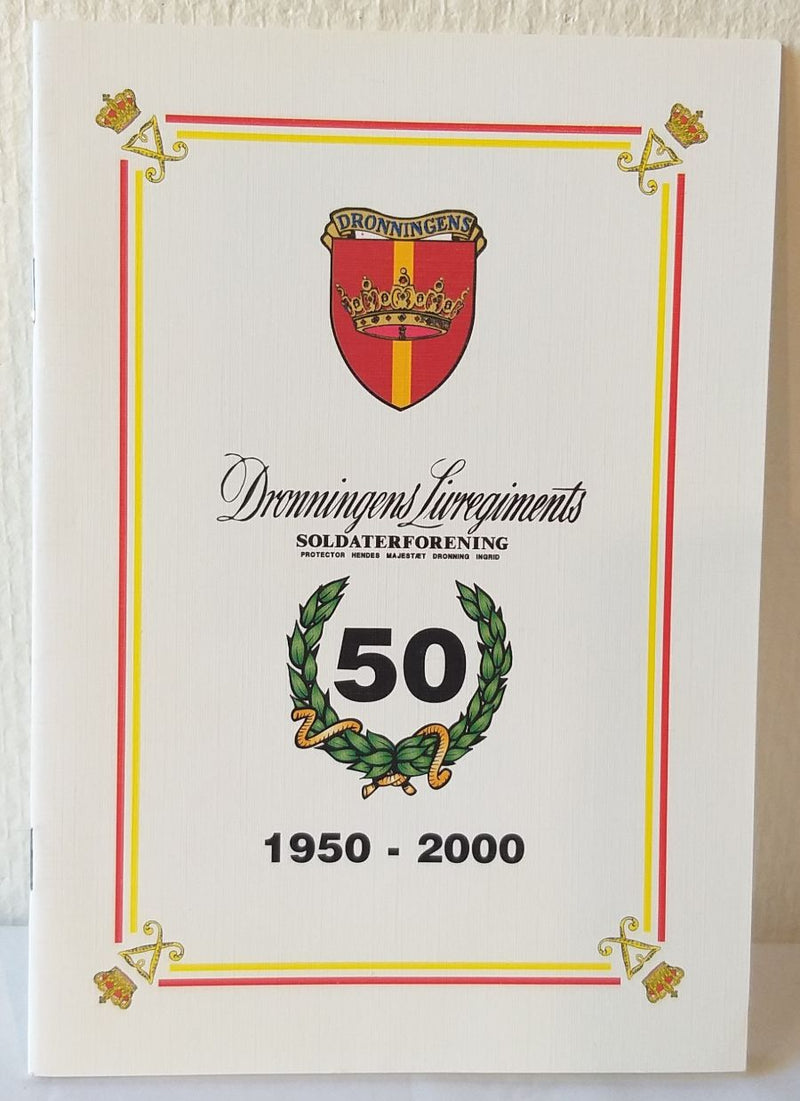 DRONNINGENS
Dronningens Livregiments
SOLDATERFORENING
PROTECTOR HENDES MAJESTÆT DRONNING INGRID
50
1950 - 2000